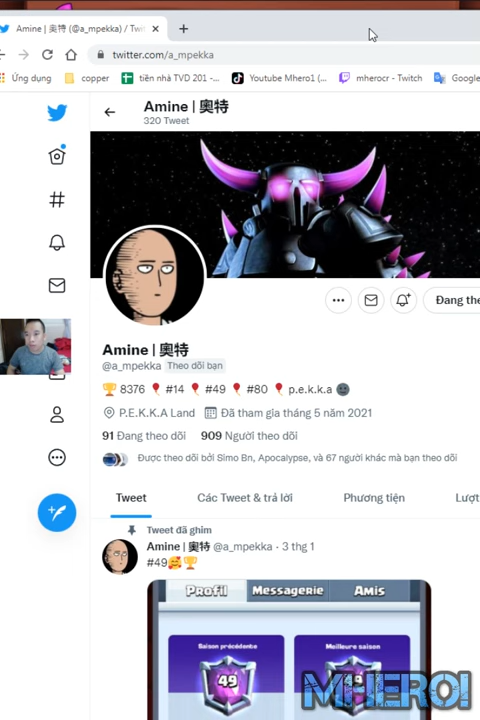 Amine | 奥特 (@a_mpekka) / Twi
twitter.com/a_mpekka
Ứng dụng
copper
tiền nhà TVD 201 -...
Youtube Mhero1 (...
mherocr - Twitch
Google
Amine | 奥特
320 Tweet
Đang the
Amine | 奥特
@a_mpekka Theo dõi bạn
🏆 8376 🎈 #14 🎈 #49 🎈 #80 🎈 p.e.k.k.a 🌚
P.E.K.K.A Land Đã tham gia tháng 5 năm 2021
91 Đang theo dõi 909 Người theo dõi
Được theo dõi bởi Simo Bn, Apocalypse, và 67 người khác mà bạn theo dõi
Tweet Các Tweet & trả lời Phương tiện Lượt
Tweet đã ghim
Amine | 奥特 @a_mpekka · 3 thg 1
#49🥰🏆
Profil Messagerie Amis
Saison précédente Meilleure saison
49 49
MHERO!